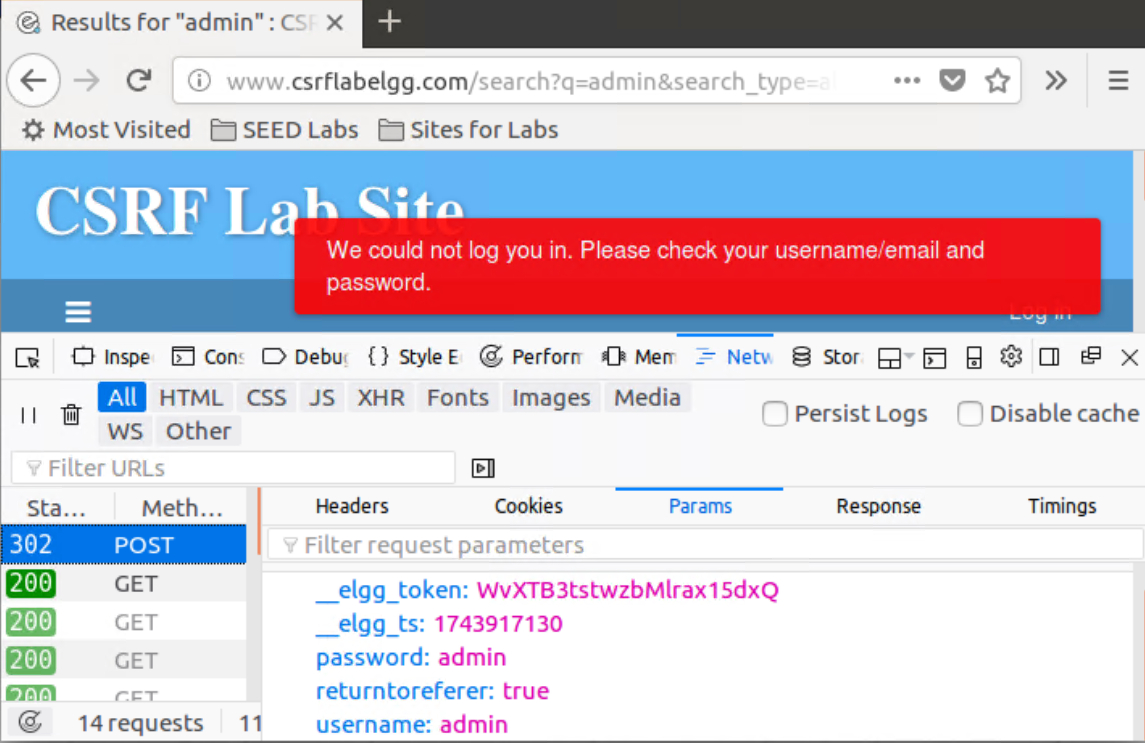 Results for "admin" : CSRF
www.csrflabelgg.com/search?q=admin&search_type=al
Most Visited SEED Labs Sites for Labs
CSRF Lab Site
We could not log you in. Please check your username/email and
password.
Log in
Inspe Cons Debug Style E Perform Mem Netw Stor
All HTML CSS JS XHR Fonts Images Media
WS Other
Persist Logs Disable cache
Filter URLs
Sta... Meth... Headers Cookies Params Response Timings
302 POST
Filter request parameters
200 GET
__elgg_token: WvXTB3tstwzbMlrax15dxQ
200 GET
__elgg_ts: 1743917130
200 GET
password: admin
200 GET
returntoreferer: true
14 requests 11
username: admin